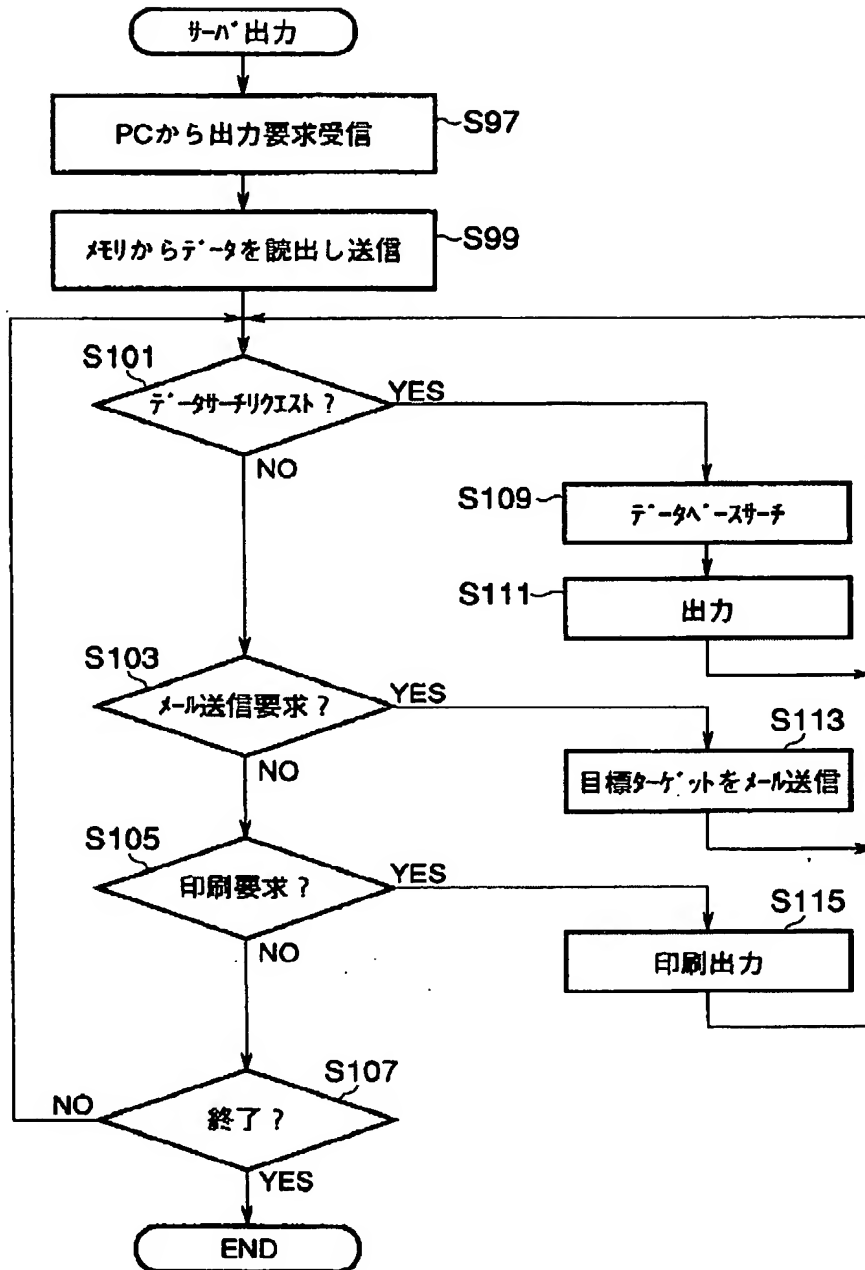 サーバ出力
PCから出力要求受信
S97
メモリからデータを読出し送信
S99
S101
データサーチリクエスト？
YES
NO
S109
データベースサーチ
S111
出力
S103
メール送信要求？
YES
NO
S113
目標ターゲットをメール送信
S105
印刷要求？
YES
NO
S115
印刷出力
S107
終了？
NO
YES
END